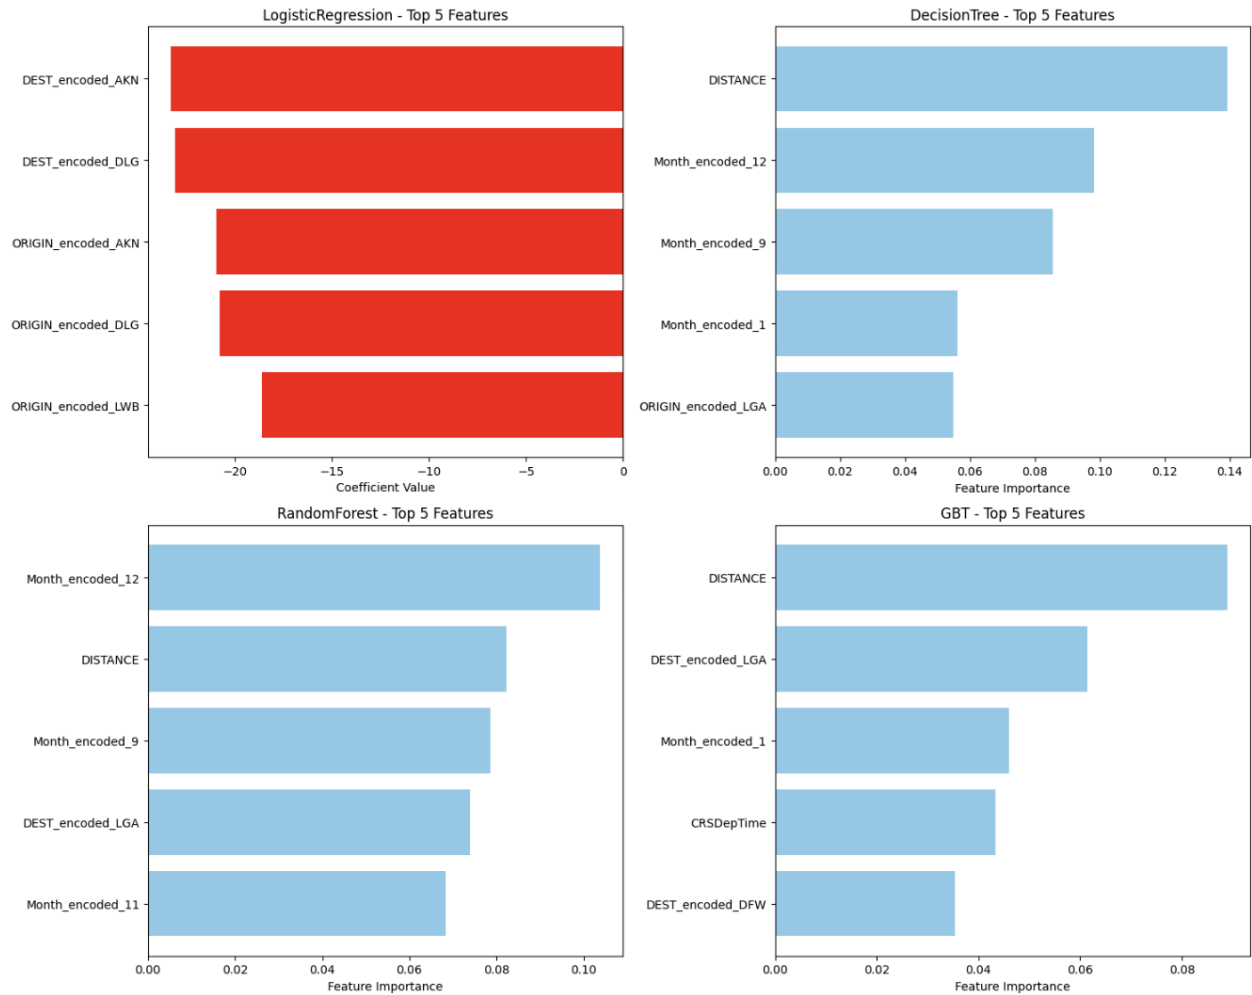 LogisticRegression - Top 5 Features
DEST_encoded_AKN
DEST_encoded_DLG
ORIGIN_encoded_AKN
ORIGIN_encoded_DLG
ORIGIN_encoded_LWB
−20 −15 −10 −5 0
Coefficient Value
DecisionTree - Top 5 Features
DISTANCE
Month_encoded_12
Month_encoded_9
Month_encoded_1
ORIGIN_encoded_LGA
0.00 0.02 0.04 0.06 0.08 0.10 0.12 0.14
Feature Importance
RandomForest - Top 5 Features
Month_encoded_12
DISTANCE
Month_encoded_9
DEST_encoded_LGA
Month_encoded_11
0.00 0.02 0.04 0.06 0.08 0.10
Feature Importance
GBT - Top 5 Features
DISTANCE
DEST_encoded_LGA
Month_encoded_1
CRSDepTime
DEST_encoded_DFW
0.00 0.02 0.04 0.06 0.08
Feature Importance